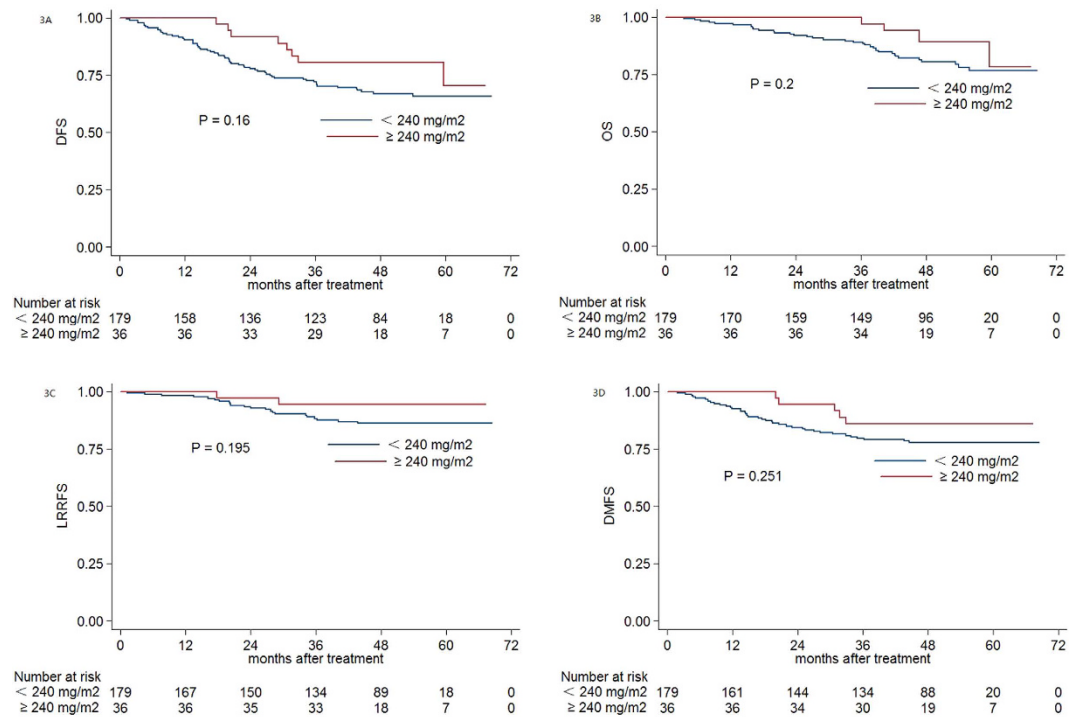 3A
1.00
0.75
0.50
0.25
0.00
DFS
P = 0.16
< 240 mg/m2
≥ 240 mg/m2
0 12 24 36 48 60 72
months after treatment
Number at risk
< 240 mg/m2 179 158 136 123 84 18 0
≥ 240 mg/m2 36 36 33 29 18 7 0
3B
1.00
0.75
0.50
0.25
0.00
OS
P = 0.2
< 240 mg/m2
≥ 240 mg/m2
0 12 24 36 48 60 72
months after treatment
Number at risk
< 240 mg/m2 179 170 159 149 96 20 0
≥ 240 mg/m2 36 36 36 34 19 7 0
3C
1.00
0.75
0.50
0.25
0.00
LRRFS
P = 0.195
< 240 mg/m2
≥ 240 mg/m2
0 12 24 36 48 60 72
months after treatment
Number at risk
< 240 mg/m2 179 167 150 134 89 18 0
≥ 240 mg/m2 36 36 35 33 18 7 0
3D
1.00
0.75
0.50
0.25
0.00
DMFS
P = 0.251
< 240 mg/m2
≥ 240 mg/m2
0 12 24 36 48 60 72
months after treatment
Number at risk
< 240 mg/m2 179 161 144 134 88 20 0
≥ 240 mg/m2 36 36 34 30 19 7 0